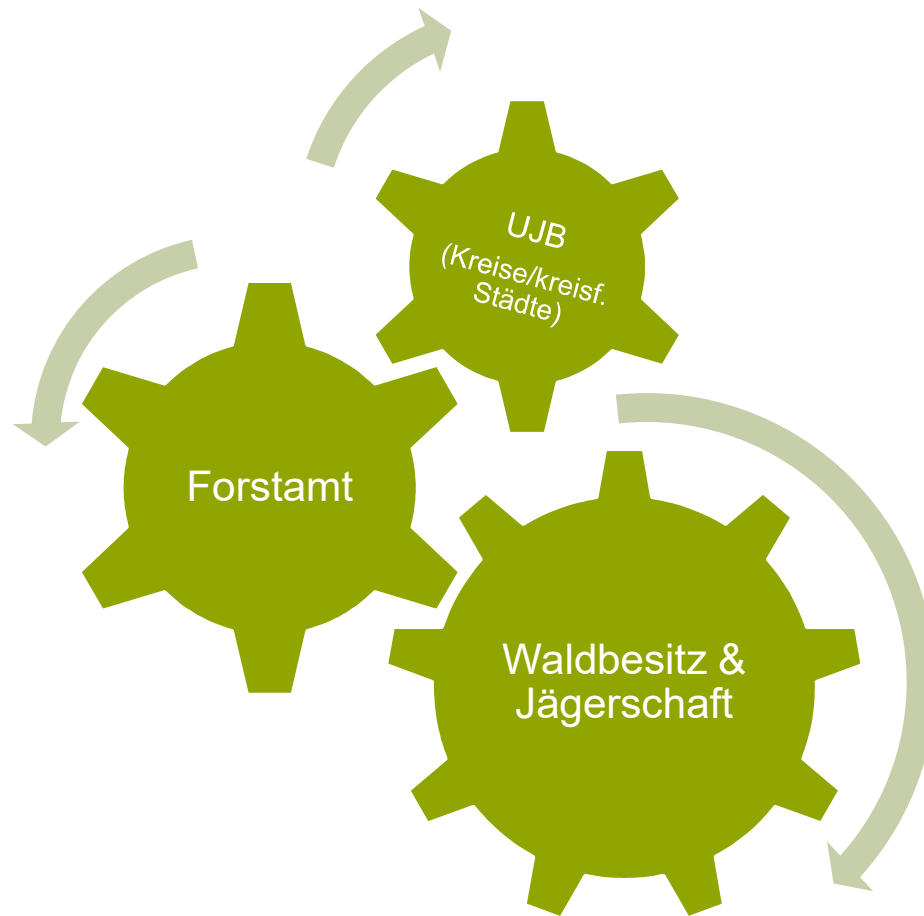 UJB
(Kreise/kreisf.
Städte)
Forstamt
Waldbesitz &
Jägerschaft